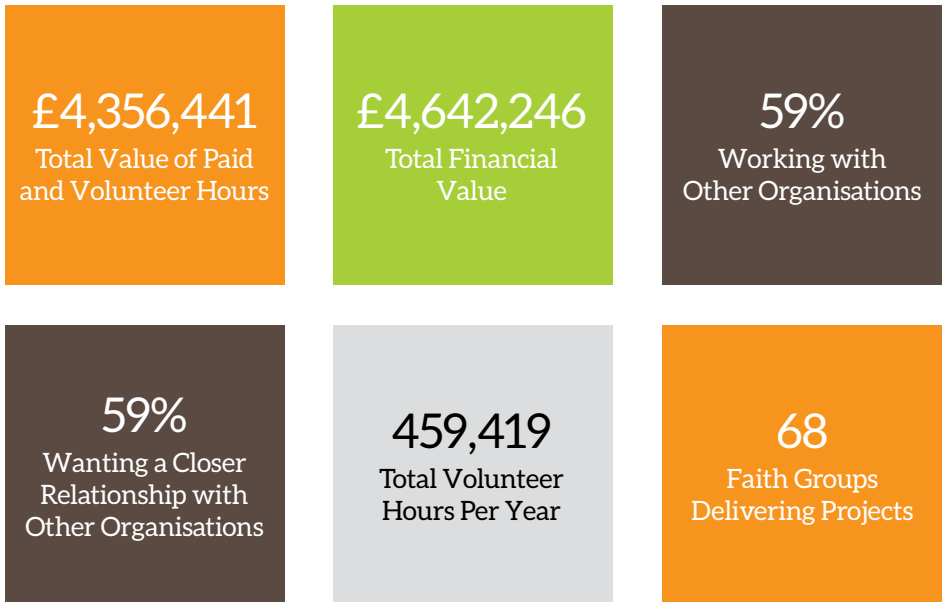 £4,356,441
Total Value of Paid
and Volunteer Hours
£4,642,246
Total Financial
Value
59%
Working with
Other Organisations
59%
Wanting a Closer
Relationship with
Other Organisations
459,419
Total Volunteer
Hours Per Year
68
Faith Groups
Delivering Projects